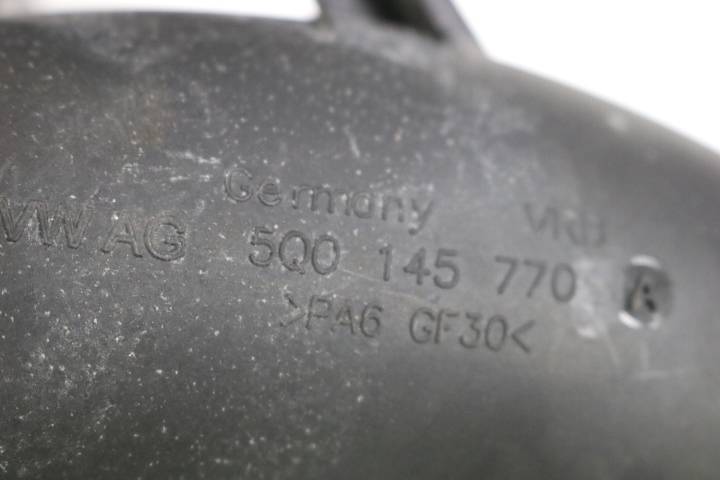 Germany
VW AG 5Q0 145 770
>PA6 GF30<